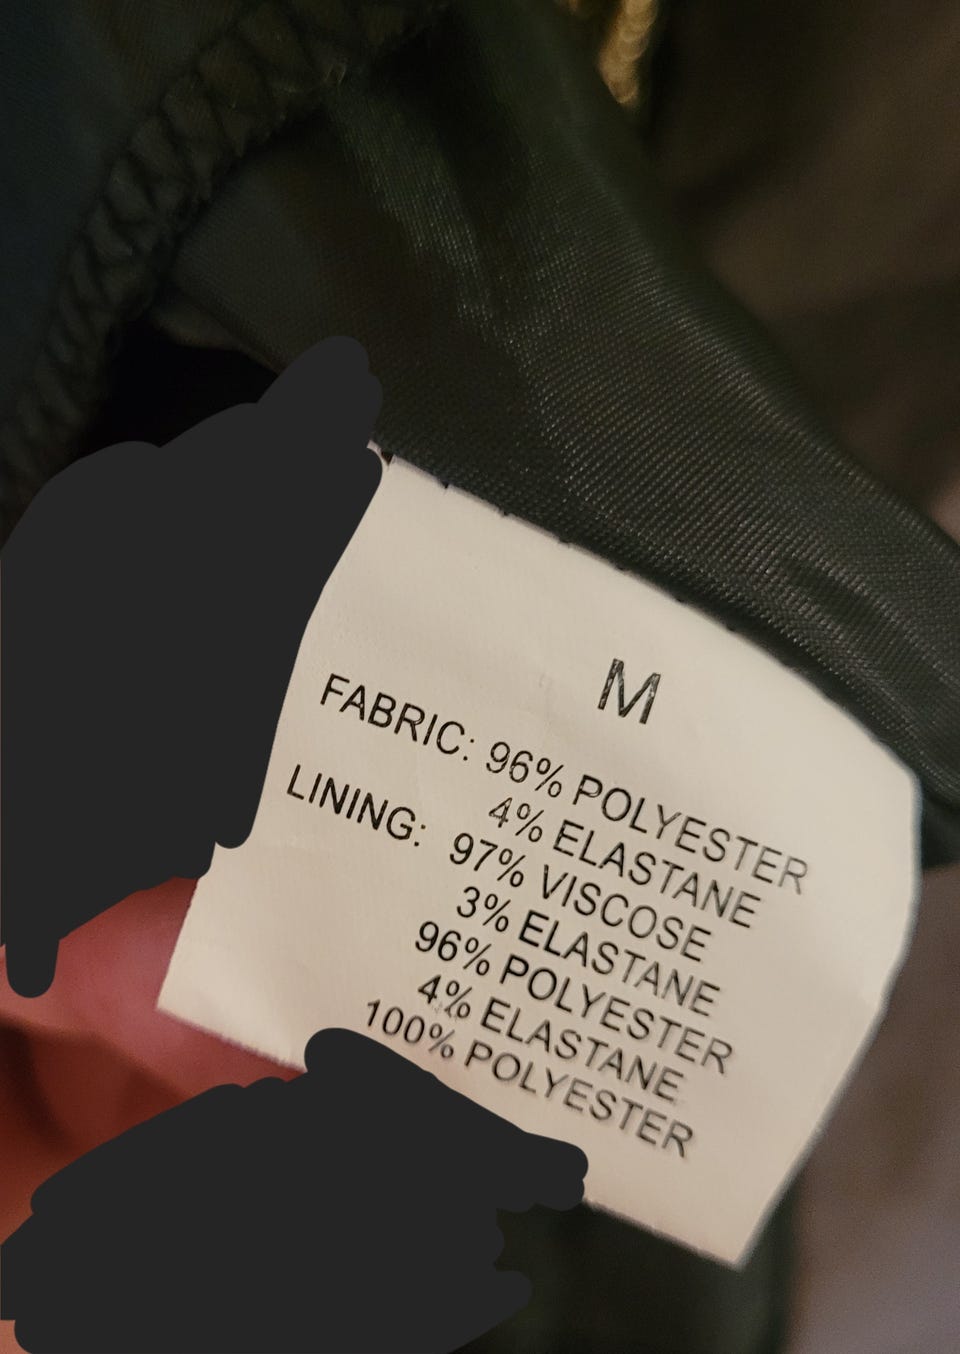 M
FABRIC: 96% POLYESTER
4% ELASTANE
LINING: 97% VISCOSE
3% ELASTANE
96% POLYESTER
4% ELASTANE
100% POLYESTER